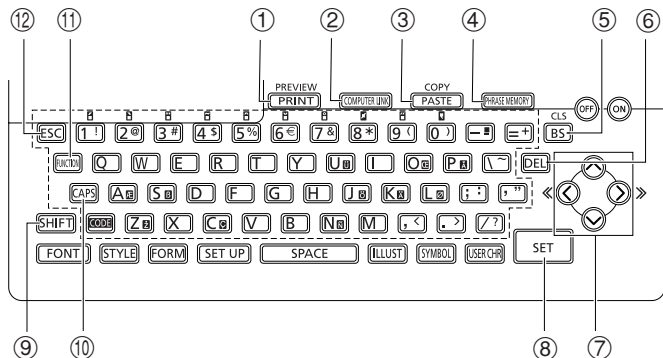 ⑫ ⑪ ① ② ③ ④ ⑤ ⑥
PREVIEW COPY
PRINT COMPUTER LINK PASTE PHRASE MEMORY OFF ON
CLS
ESC 1 ! 2 @ 3 # 4 $ 5 % 6 € 7 & 8 * 9 ( 0 ) - = + BS
FUNCTION Q W E R T Y U I O P \ ~ DEL
CAPS A S D F G H J K L ; : , " « »
SHIFT CODE Z X C V B N M , < . > / ?
FONT STYLE FORM SET UP SPACE ILLUST SYMBOL USER CHR SET
⑨ ⑩ ⑧ ⑦